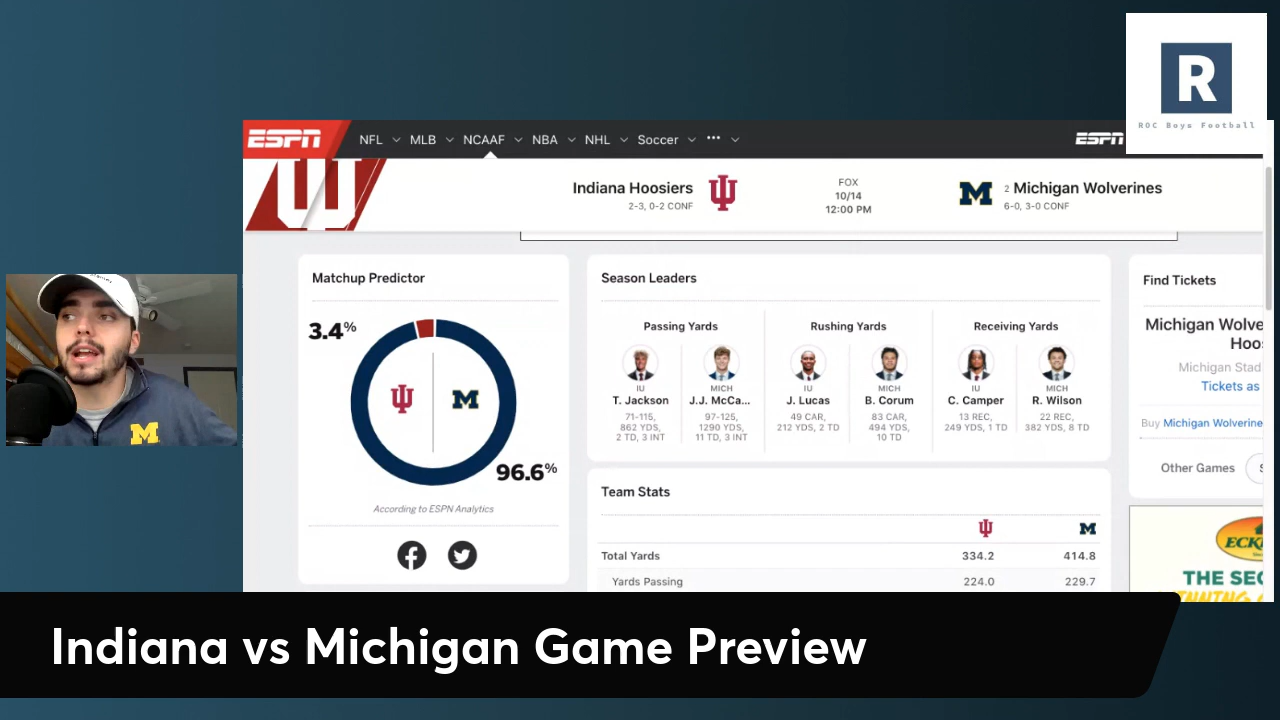 R
ROC Boys Football
ESPN
NFL MLB NCAAF NBA NHL Soccer ...
ESPN
Indiana Hoosiers
2-3, 0-2 CONF
FOX
10/14
12:00 PM
M
2 Michigan Wolverines
6-0, 3-0 CONF
Matchup Predictor
3.4%
M
96.6%
According to ESPN Analytics
Season Leaders
Passing Yards
IU
T. Jackson
71-115,
862 YDS,
2 TD, 3 INT
MICH
J.J. McCa...
97-125,
1290 YDS,
11 TD, 3 INT
Rushing Yards
IU
J. Lucas
49 CAR,
212 YDS, 2 TD
MICH
B. Corum
83 CAR,
494 YDS,
10 TD
Receiving Yards
IU
C. Camper
13 REC,
249 YDS, 1 TD
MICH
R. Wilson
22 REC,
382 YDS, 8 TD
Team Stats
M
Total Yards 334.2 414.8
Yards Passing 224.0 229.7
Find Tickets
Michigan Wolve
Hoos
Michigan Stad
Tickets as
Buy Michigan Wolverine
Other Games S
ECK
THE SEC
M
Indiana vs Michigan Game Preview